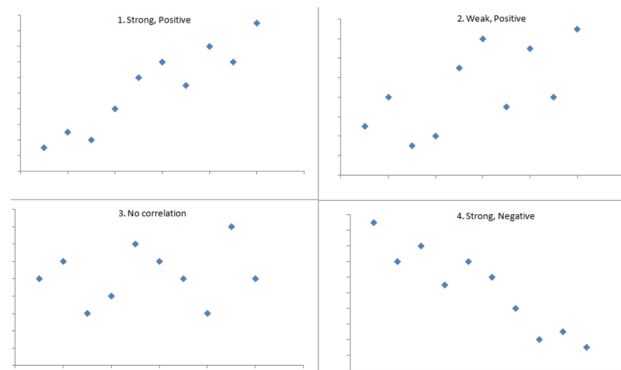 1. Strong, Positive
2. Weak, Positive
3. No correlation
4. Strong, Negative